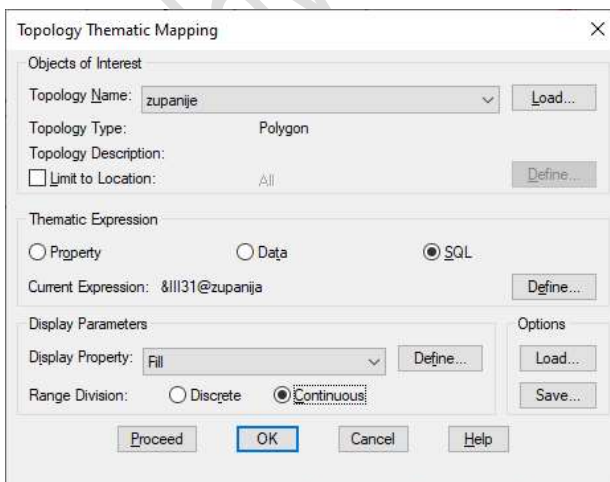 Topology Thematic Mapping
Objects of Interest
Topology Name: zupanije Load...
Topology Type: Polygon
Topology Description:
Limit to Location: All Define...
Thematic Expression
Property Data SQL
Current Expression: &III31@zupanija Define...
Display Parameters Options
Display Property: Fill Define... Load...
Range Division: Discrete Continuous Save...
Proceed OK Cancel Help